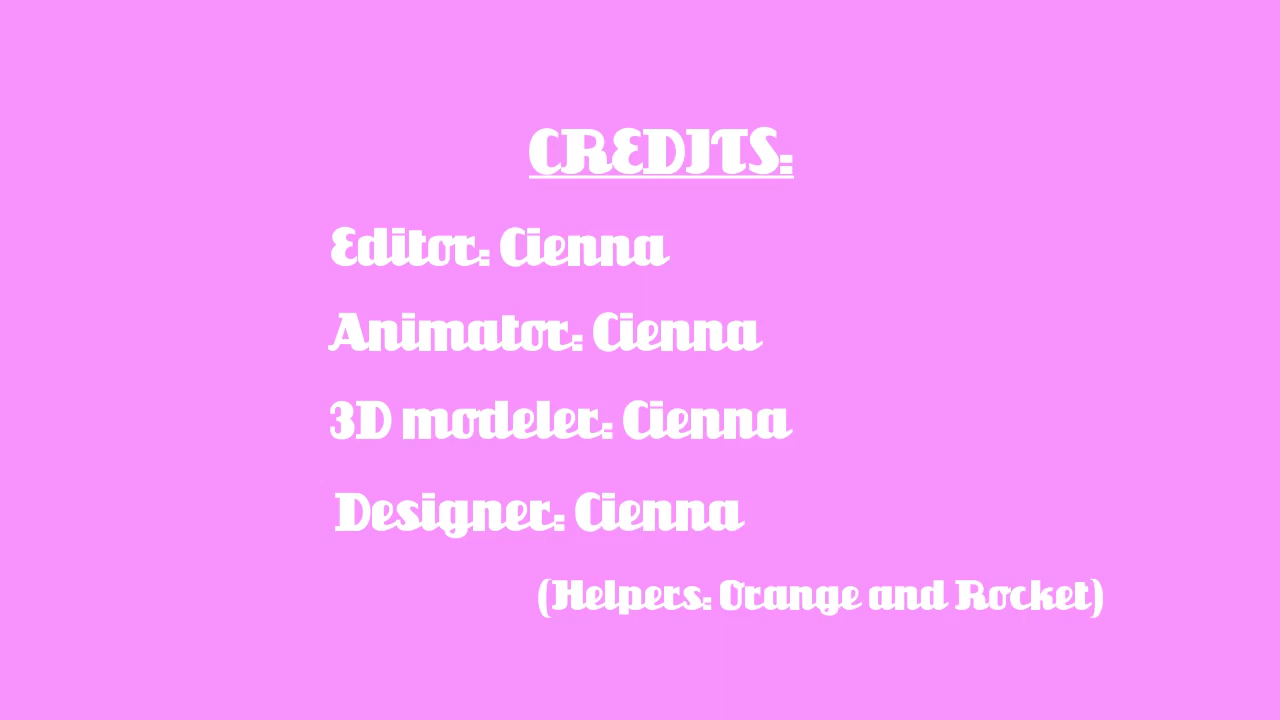 CREDITS:
Editor: Cienna
Animator: Cienna
3D modeler: Cienna
Designer: Cienna
(Helpers: Orange and Rocket)